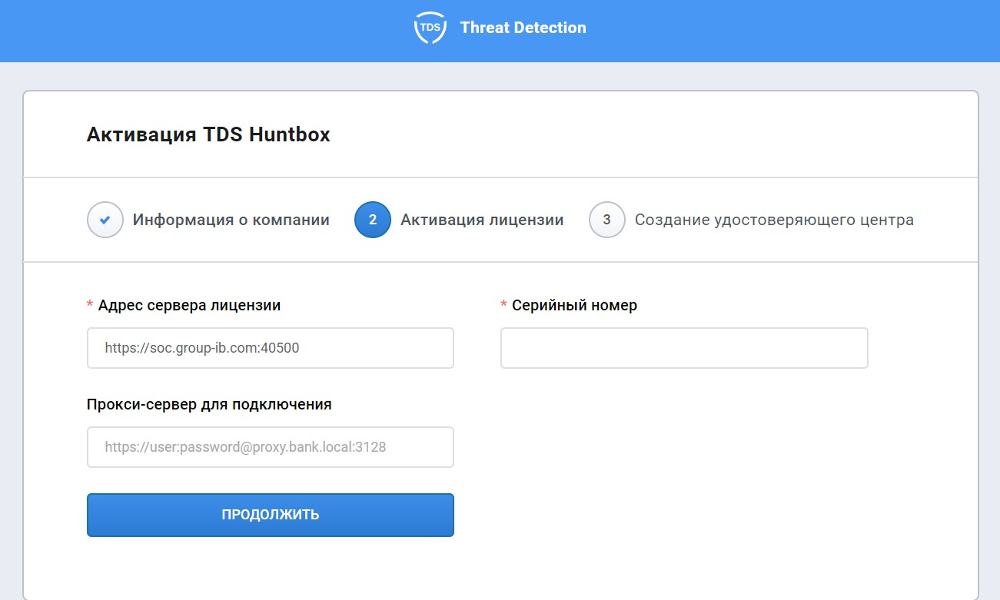 TDS Threat Detection
Активация TDS Huntbox
Информация о компании 2 Активация лицензии 3 Создание удостоверяющего центра
* Адрес сервера лицензии * Серийный номер
https://soc.group-ib.com:40500
Прокси-сервер для подключения
https://user:password@proxy.bank.local:3128
ПРОДОЛЖИТЬ